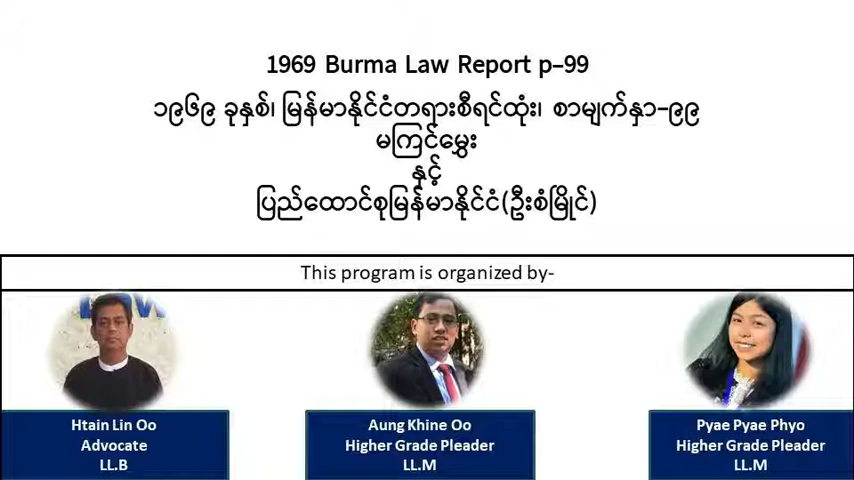 1969 Burma Law Report p-99
၁၉၆၉ ခုနှစ်၊ မြန်မာနိုင်ငံတရားစီရင်ထုံး၊ စာမျက်နှာ-၉၉
မကြင်မွှေး
နှင့်
ပြည်ထောင်စုမြန်မာနိုင်ငံ(ဦးစံမြိုင်)
This program is organized by-
Htain Lin Oo
Advocate
LL.B
Aung Khine Oo
Higher Grade Pleader
LL.M
Pyae Pyae Phyo
Higher Grade Pleader
LL.M